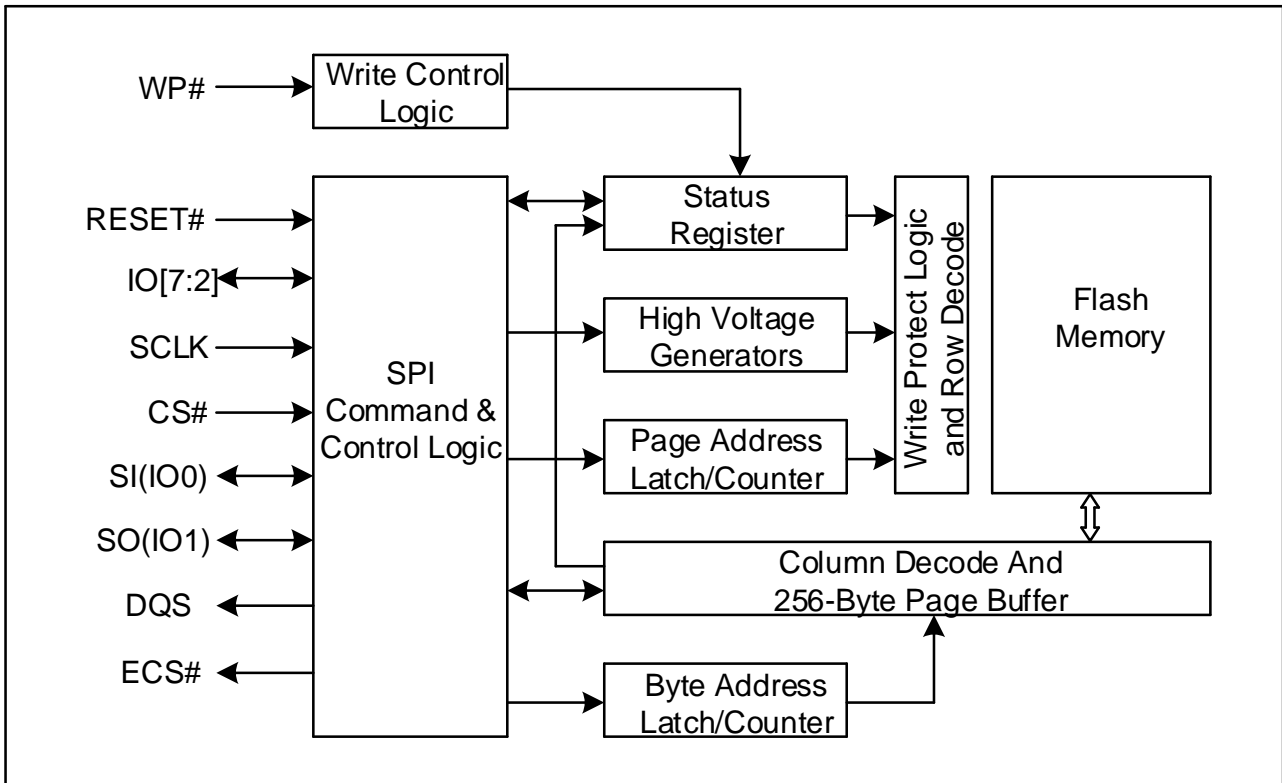 WP#
Write Control
Logic
RESET#
IO[7:2]
SCLK
CS#
SI(IO0)
SO(IO1)
DQS
ECS#
SPI
Command &
Control Logic
Status
Register
High Voltage
Generators
Page Address
Latch/Counter
Write Protect Logic
and Row Decode
Flash
Memory
Column Decode And
256-Byte Page Buffer
Byte Address
Latch/Counter